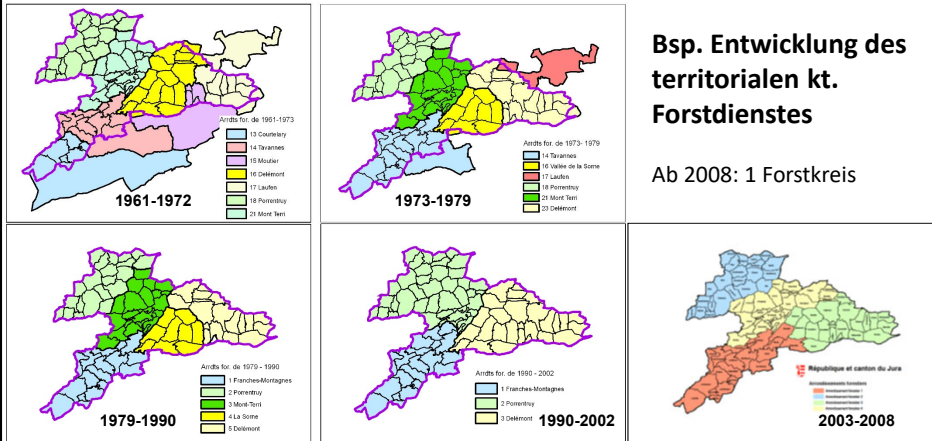 Bsp. Entwicklung des
territorialen kt.
Forstdienstes
Ab 2008: 1 Forstkreis
Arrdts for. de 1961-1973
13 Courtelary
14 Tavannes
15 Moutier
16 Delémont
17 Laufen
18 Porrentruy
21 Mont Terri
1961-1972
Arrdts for. de 1973- 1979
14 Tavannes
16 Vallée de la Sorne
17 Laufen
18 Porrentruy
21 Mont Terri
23 Delémont
1973-1979
Arrdts for. de 1979 - 1990
1 Franches-Montagnes
2 Porrentruy
3 Mont-Terri
4 La Sorne
5 Delémont
1979-1990
Arrdts for. de 1990 - 2002
1 Franches-Montagnes
2 Porrentruy
3 Delémont
1990-2002
République et canton du Jura
Arrondissements forestiers
2003-2008